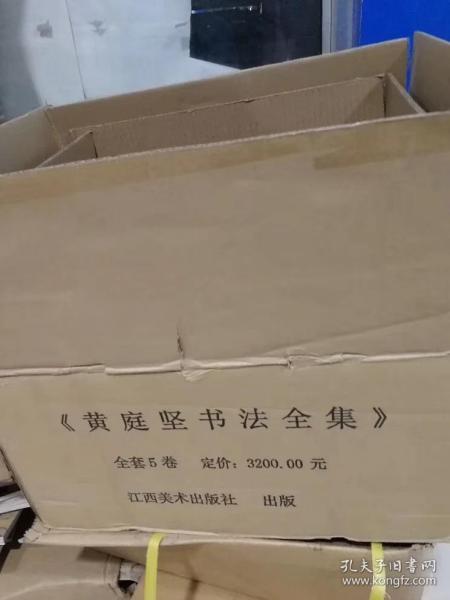 《黄庭坚书法全集》
全套5卷 定价：3200.00元
江西美术出版社 出版
孔夫子旧书网
www.kongfz.com